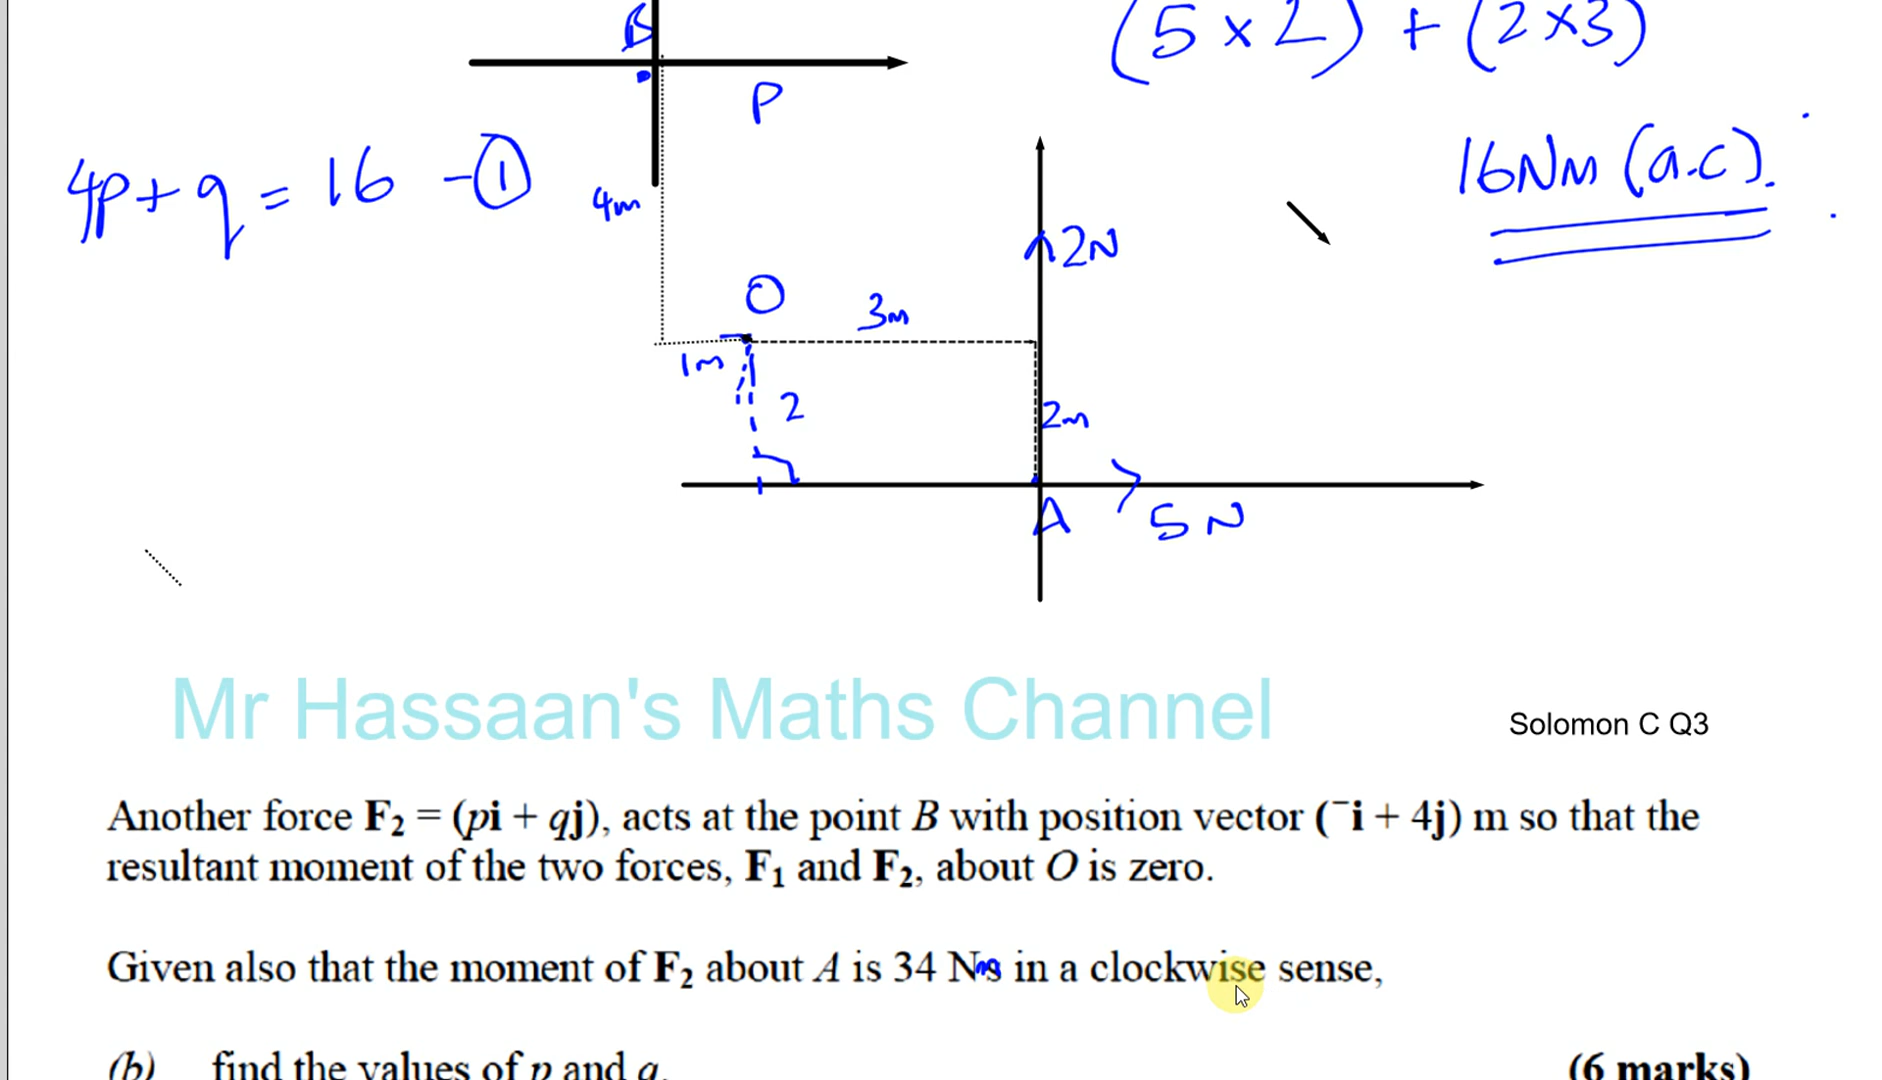 (5 × 2) + (2×3)
B
P
4p + q = 16 - ①
16Nm (a.c).
4m
2N
O
3m
1m
2
2m
A
5N
Mr Hassaan's Maths Channel
Solomon C Q3
Another force F₂ = (pi + qj), acts at the point B with position vector (⁻i + 4j) m so that the
resultant moment of the two forces, F₁ and F₂, about O is zero.
Given also that the moment of F₂ about A is 34 Nm in a clockwise sense,
(b) find the values of p and q.
(6 marks)